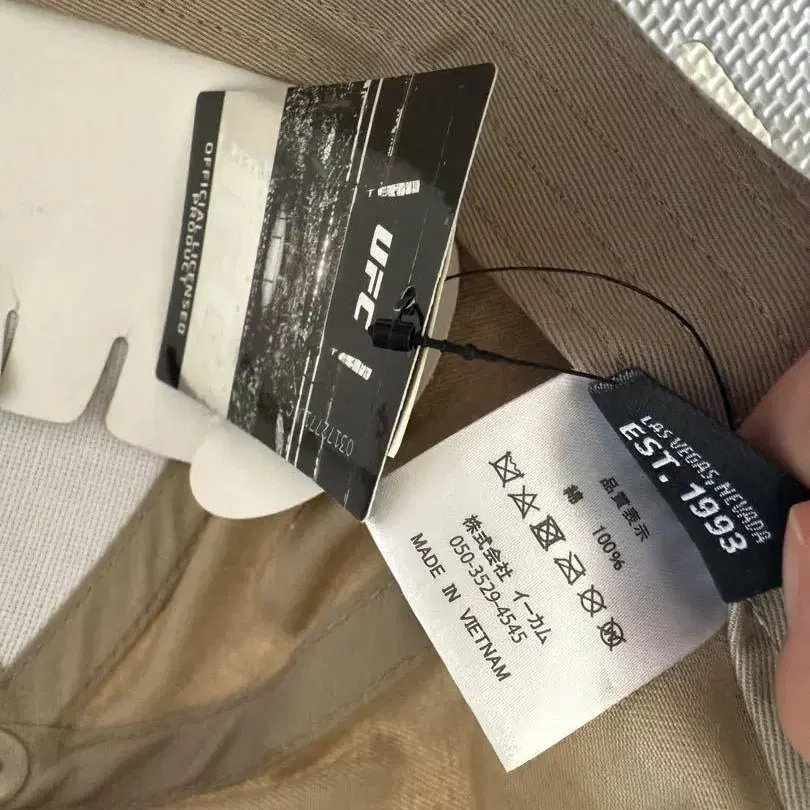 OFFICIAL LICENSED
PRODUCT
UFC
LAS VEGAS, NEVADA
EST. 1993
品質表示
綿 100%
株式会社 イーカム
050-3529-4545
MADE IN VIETNAM